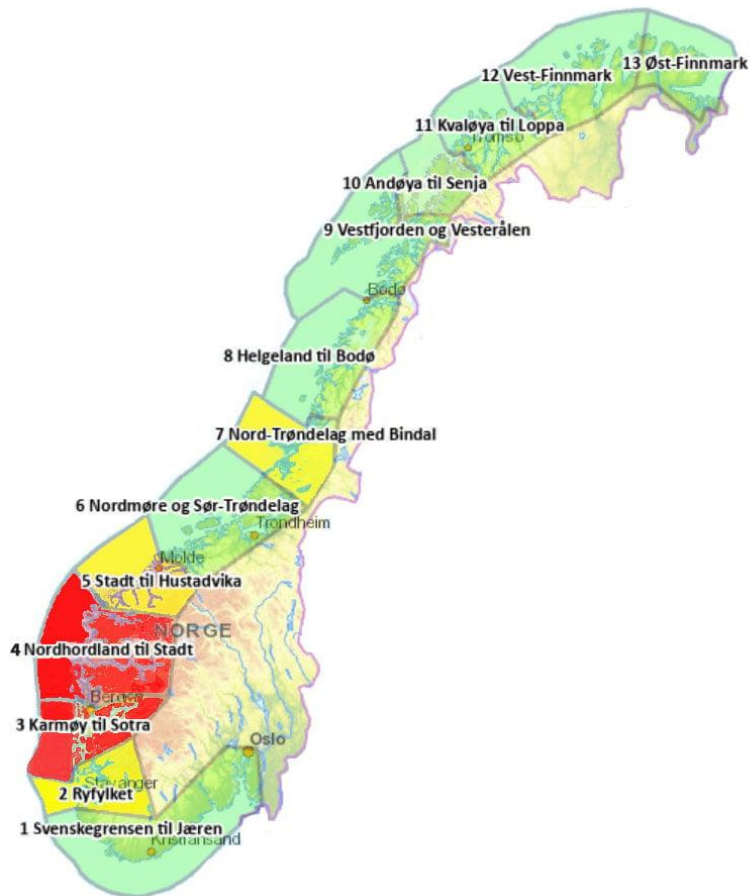 13 Øst-Finnmark
12 Vest-Finnmark
11 Kvaløya til Loppa
Tromsø
10 Andøya til Senja
9 Vestfjorden og Vesterålen
Bodø
8 Helgeland til Bodø
7 Nord-Trøndelag med Bindal
6 Nordmøre og Sør-Trøndelag
Trondheim
Molde
5 Stadt til Hustadvika
NORGE
4 Nordhordland til Stadt
Bergen
3 Karmøy til Sotra
Oslo
Stavanger
2 Ryfylket
1 Svenskegrensen til Jæren
Kristiansand